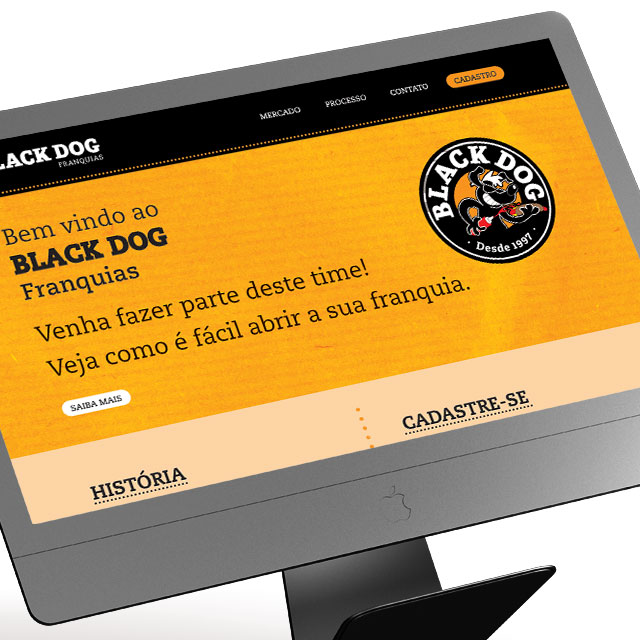 LACK DOG
FRANQUIAS
MERCADO
PROCESSO
CONTATO
CADASTRO
BLACK DOG
· Desde 1997 ·
Bem vindo ao
BLACK DOG
Franquias
Venha fazer parte deste time!
Veja como é fácil abrir a sua franquia.
SAIBA MAIS
HISTÓRIA
CADASTRE-SE